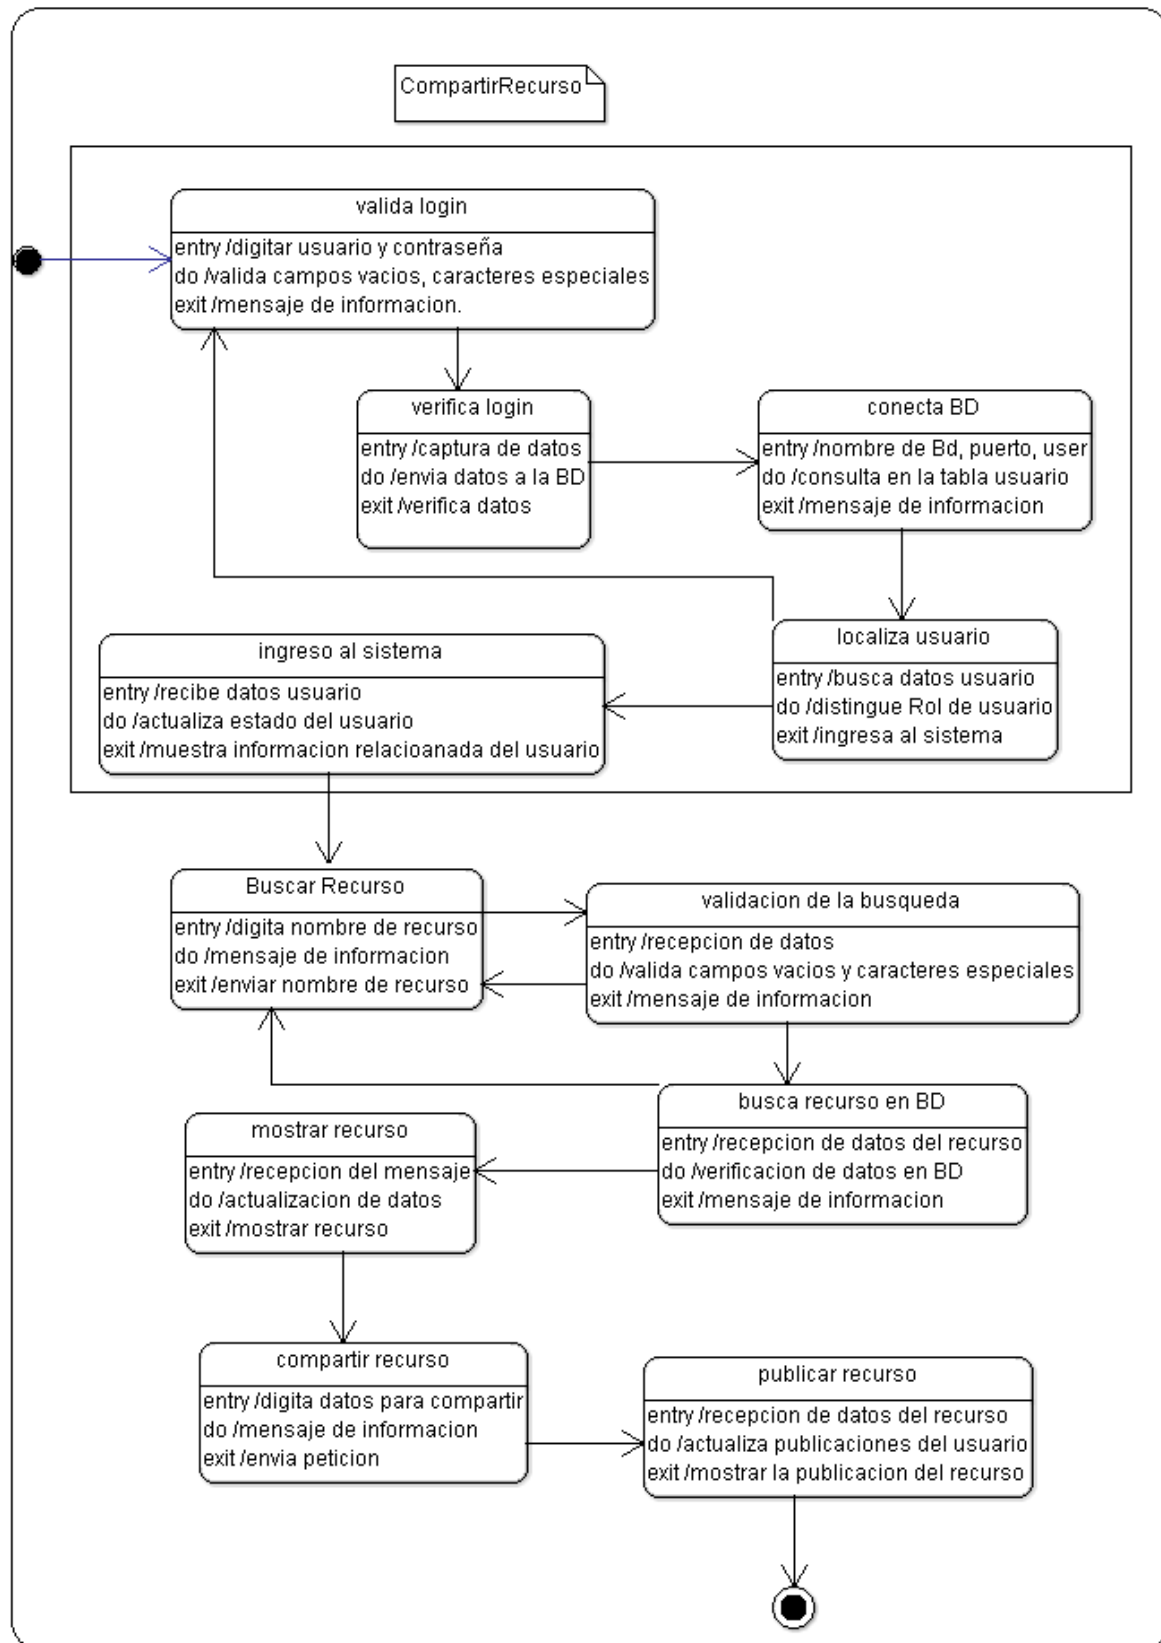 CompartirRecurso
valida login
entry /digitar usuario y contraseña
do /valida campos vacios, caracteres especiales
exit /mensaje de informacion.
verifica login
entry /captura de datos
do /envia datos a la BD
exit /verifica datos
conecta BD
entry /nombre de Bd, puerto, user
do /consulta en la tabla usuario
exit /mensaje de informacion
localiza usuario
entry /busca datos usuario
do /distingue Rol de usuario
exit /ingresa al sistema
ingreso al sistema
entry /recibe datos usuario
do /actualiza estado del usuario
exit /muestra informacion relacioanada del usuario
Buscar Recurso
entry /digita nombre de recurso
do /mensaje de informacion
exit /enviar nombre de recurso
validacion de la busqueda
entry /recepcion de datos
do /valida campos vacios y caracteres especiales
exit /mensaje de informacion
busca recurso en BD
entry /recepcion de datos del recurso
do /verificacion de datos en BD
exit /mensaje de informacion
mostrar recurso
entry /recepcion del mensaje
do /actualizacion de datos
exit /mostrar recurso
compartir recurso
entry /digita datos para compartir
do /mensaje de informacion
exit /envia peticion
publicar recurso
entry /recepcion de datos del recurso
do /actualiza publicaciones del usuario
exit /mostrar la publicacion del recurso